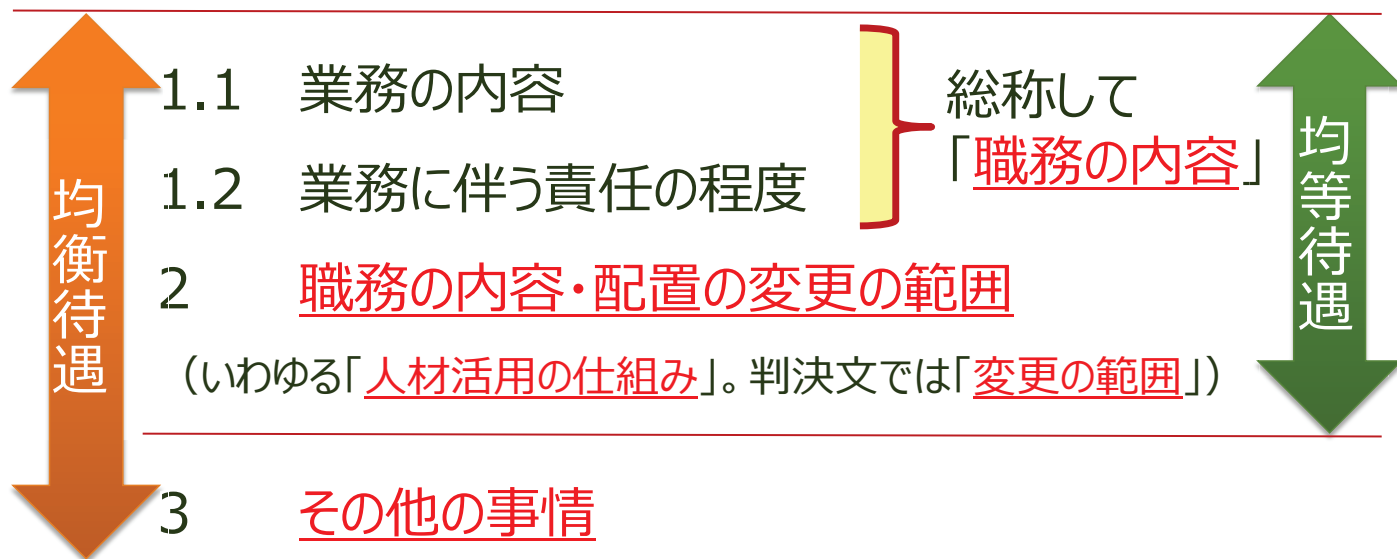 均衡待遇
1.1 業務の内容
1.2 業務に伴う責任の程度
総称して
「職務の内容」
2 職務の内容・配置の変更の範囲
（いわゆる「人材活用の仕組み」。判決文では「変更の範囲」）
均等待遇
3 その他の事情